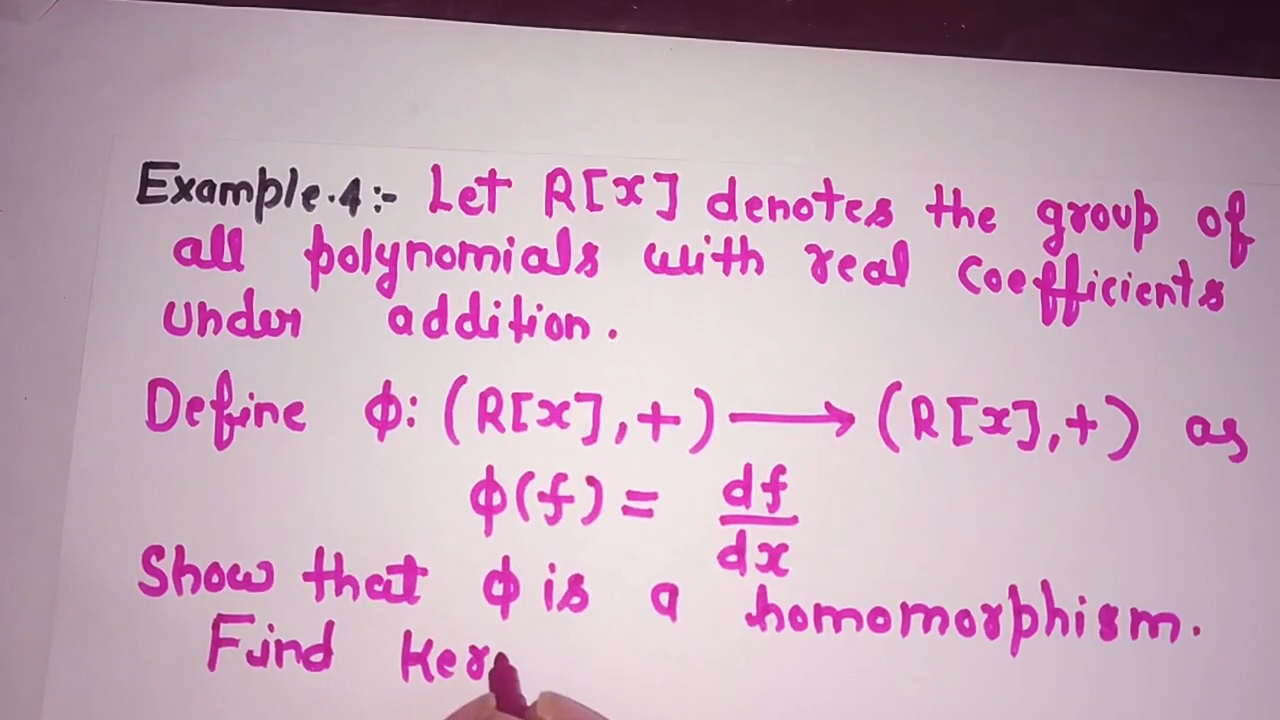 Example.4:- Let R[x] denotes the group of
all polynomials with real coefficients
under addition.
Define ϕ: (R[x],+) ⟶ (R[x],+) as
ϕ(f) = df/dx
Show that ϕ is a homomorphism.
Find Ker